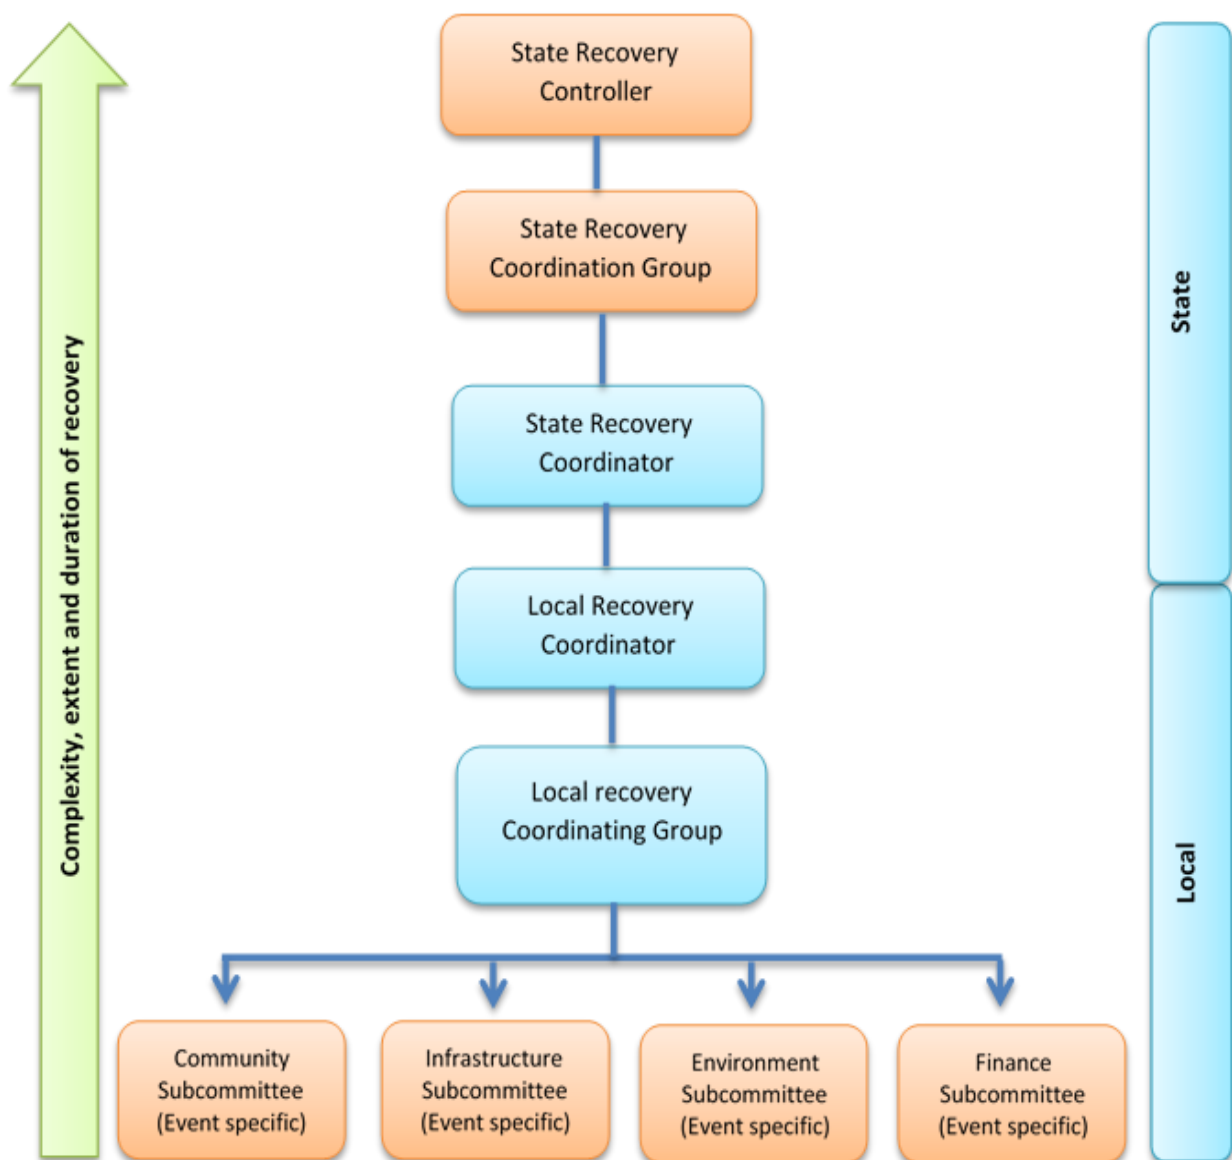 State Recovery
Controller
State Recovery
Coordination Group
State Recovery
Coordinator
Local Recovery
Coordinator
Local recovery
Coordinating Group
Community
Subcommittee
(Event specific)
Infrastructure
Subcommittee
(Event specific)
Environment
Subcommittee
(Event specific)
Finance
Subcommittee
(Event specific)
Complexity, extent and duration of recovery
State
Local